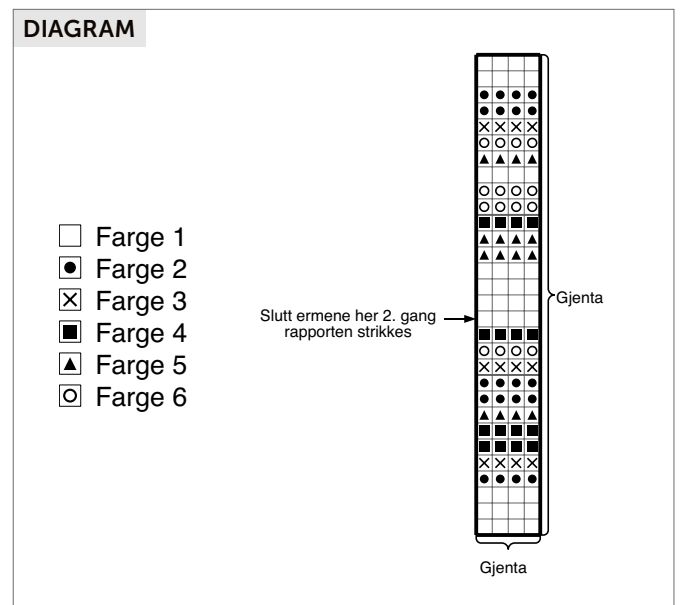 DIAGRAM
Farge 1
Farge 2
Farge 3
Farge 4
Farge 5
Farge 6
Slutt ermene her 2. gang
rapporten strikkes
Gjenta
Gjenta